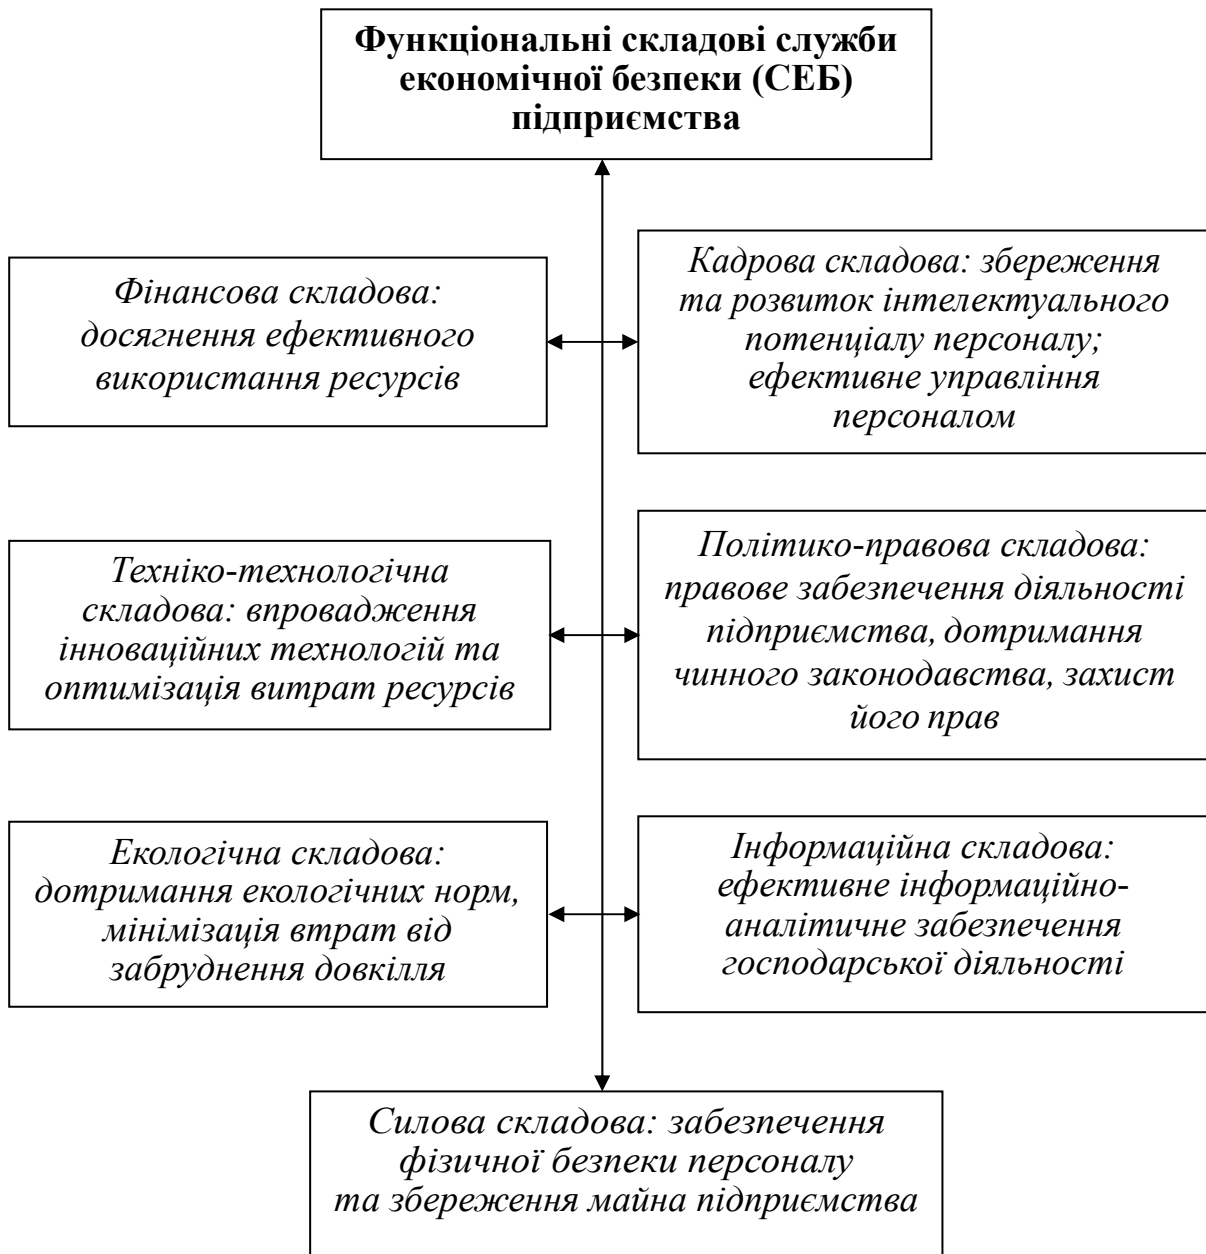 Функціональні складові служби
економічної безпеки (СЕБ)
підприємства
Фінансова складова:
досягнення ефективного
використання ресурсів
Кадрова складова: збереження
та розвиток інтелектуального
потенціалу персоналу;
ефективне управління
персоналом
Техніко-технологічна
складова: впровадження
інноваційних технологій та
оптимізація витрат ресурсів
Політико-правова складова:
правове забезпечення діяльності
підприємства, дотримання
чинного законодавства, захист
його прав
Екологічна складова:
дотримання екологічних норм,
мінімізація втрат від
забруднення довкілля
Інформаційна складова:
ефективне інформаційно-
аналітичне забезпечення
господарської діяльності
Силова складова: забезпечення
фізичної безпеки персоналу
та збереження майна підприємства